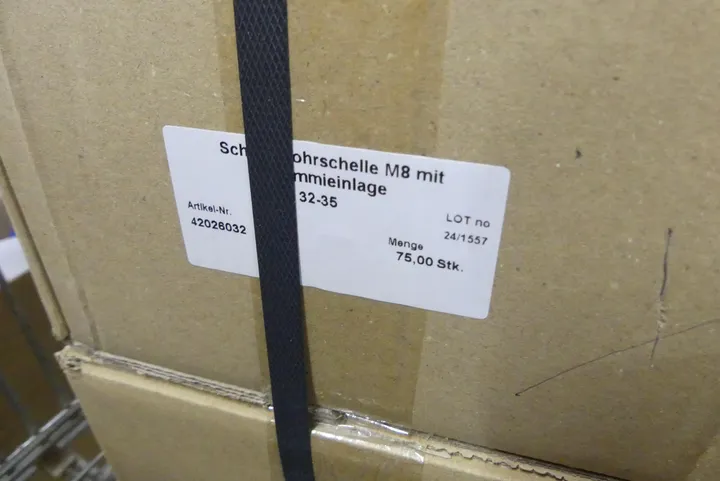 Sch ohrschelle M8 mit
mmieinlage
32-35
Artikel-Nr.
42026032
LOT no
24/1557
Menge
75,00 Stk.